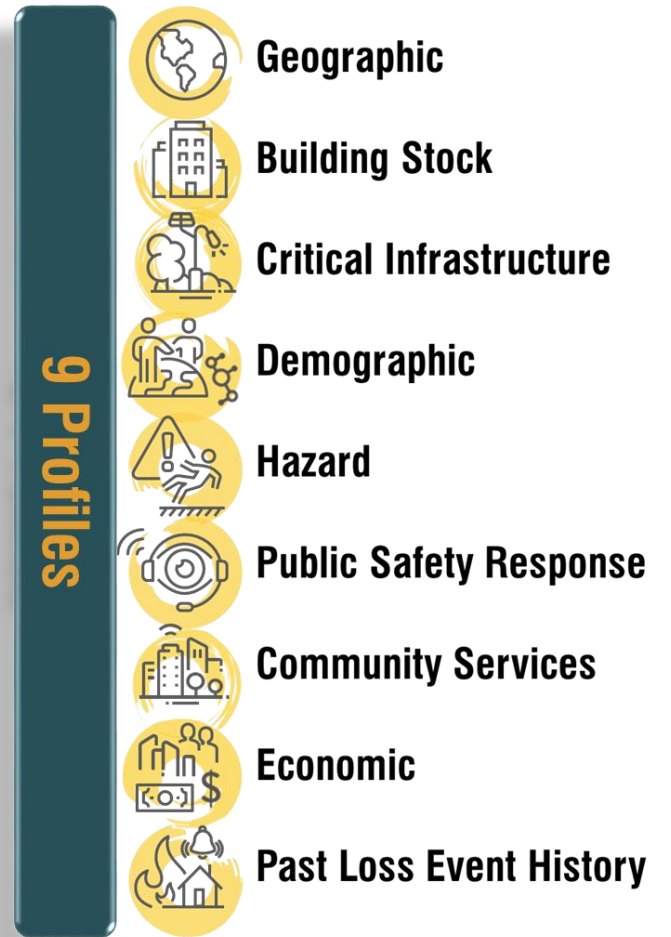 9 Profiles
Geographic
Building Stock
Critical Infrastructure
Demographic
Hazard
Public Safety Response
Community Services
Economic
Past Loss Event History